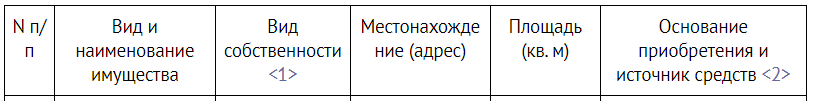 N п/
п
Вид и
наименование
имущества
Вид
собственности
<1>
Местонахожде
ние (адрес)
Площадь
(кв. м)
Основание
приобретения и
источник средств <2>